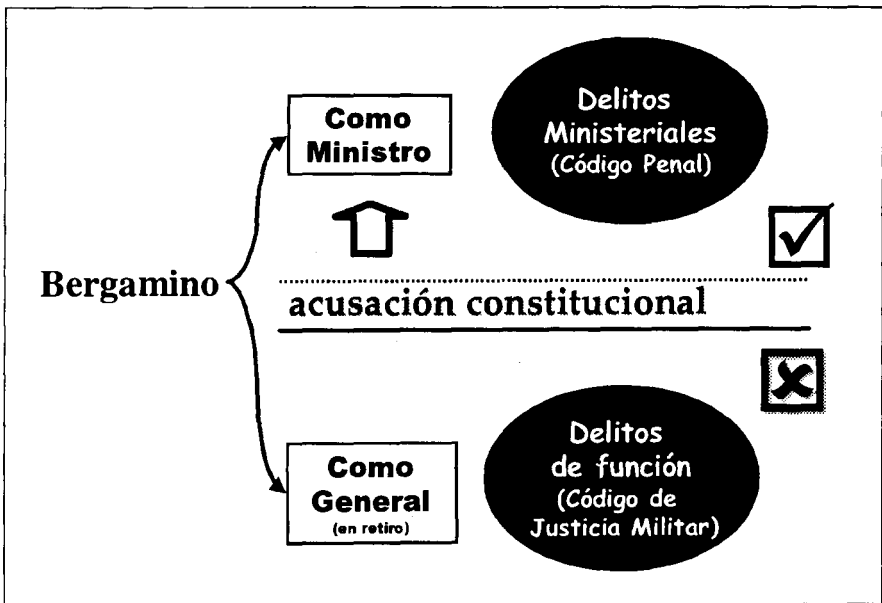 Como
Ministro
Delitos
Ministeriales
(Código Penal)
Bergamino
acusación constitucional
Como
General
(en retiro)
Delitos
de función
(Código de
Justicia Militar)